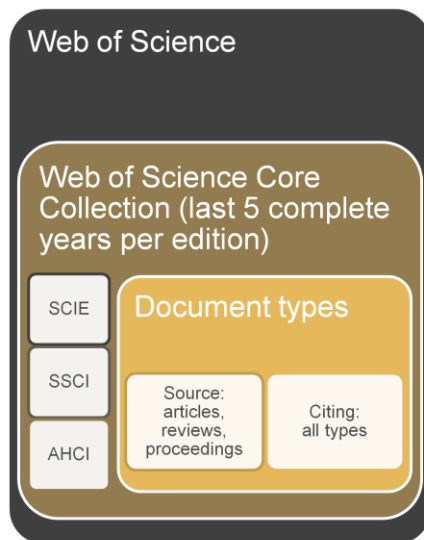 Web of Science
Web of Science Core
Collection (last 5 complete
years per edition)
SCIE
SSCI
AHCI
Document types
Source:
articles,
reviews,
proceedings
Citing:
all types